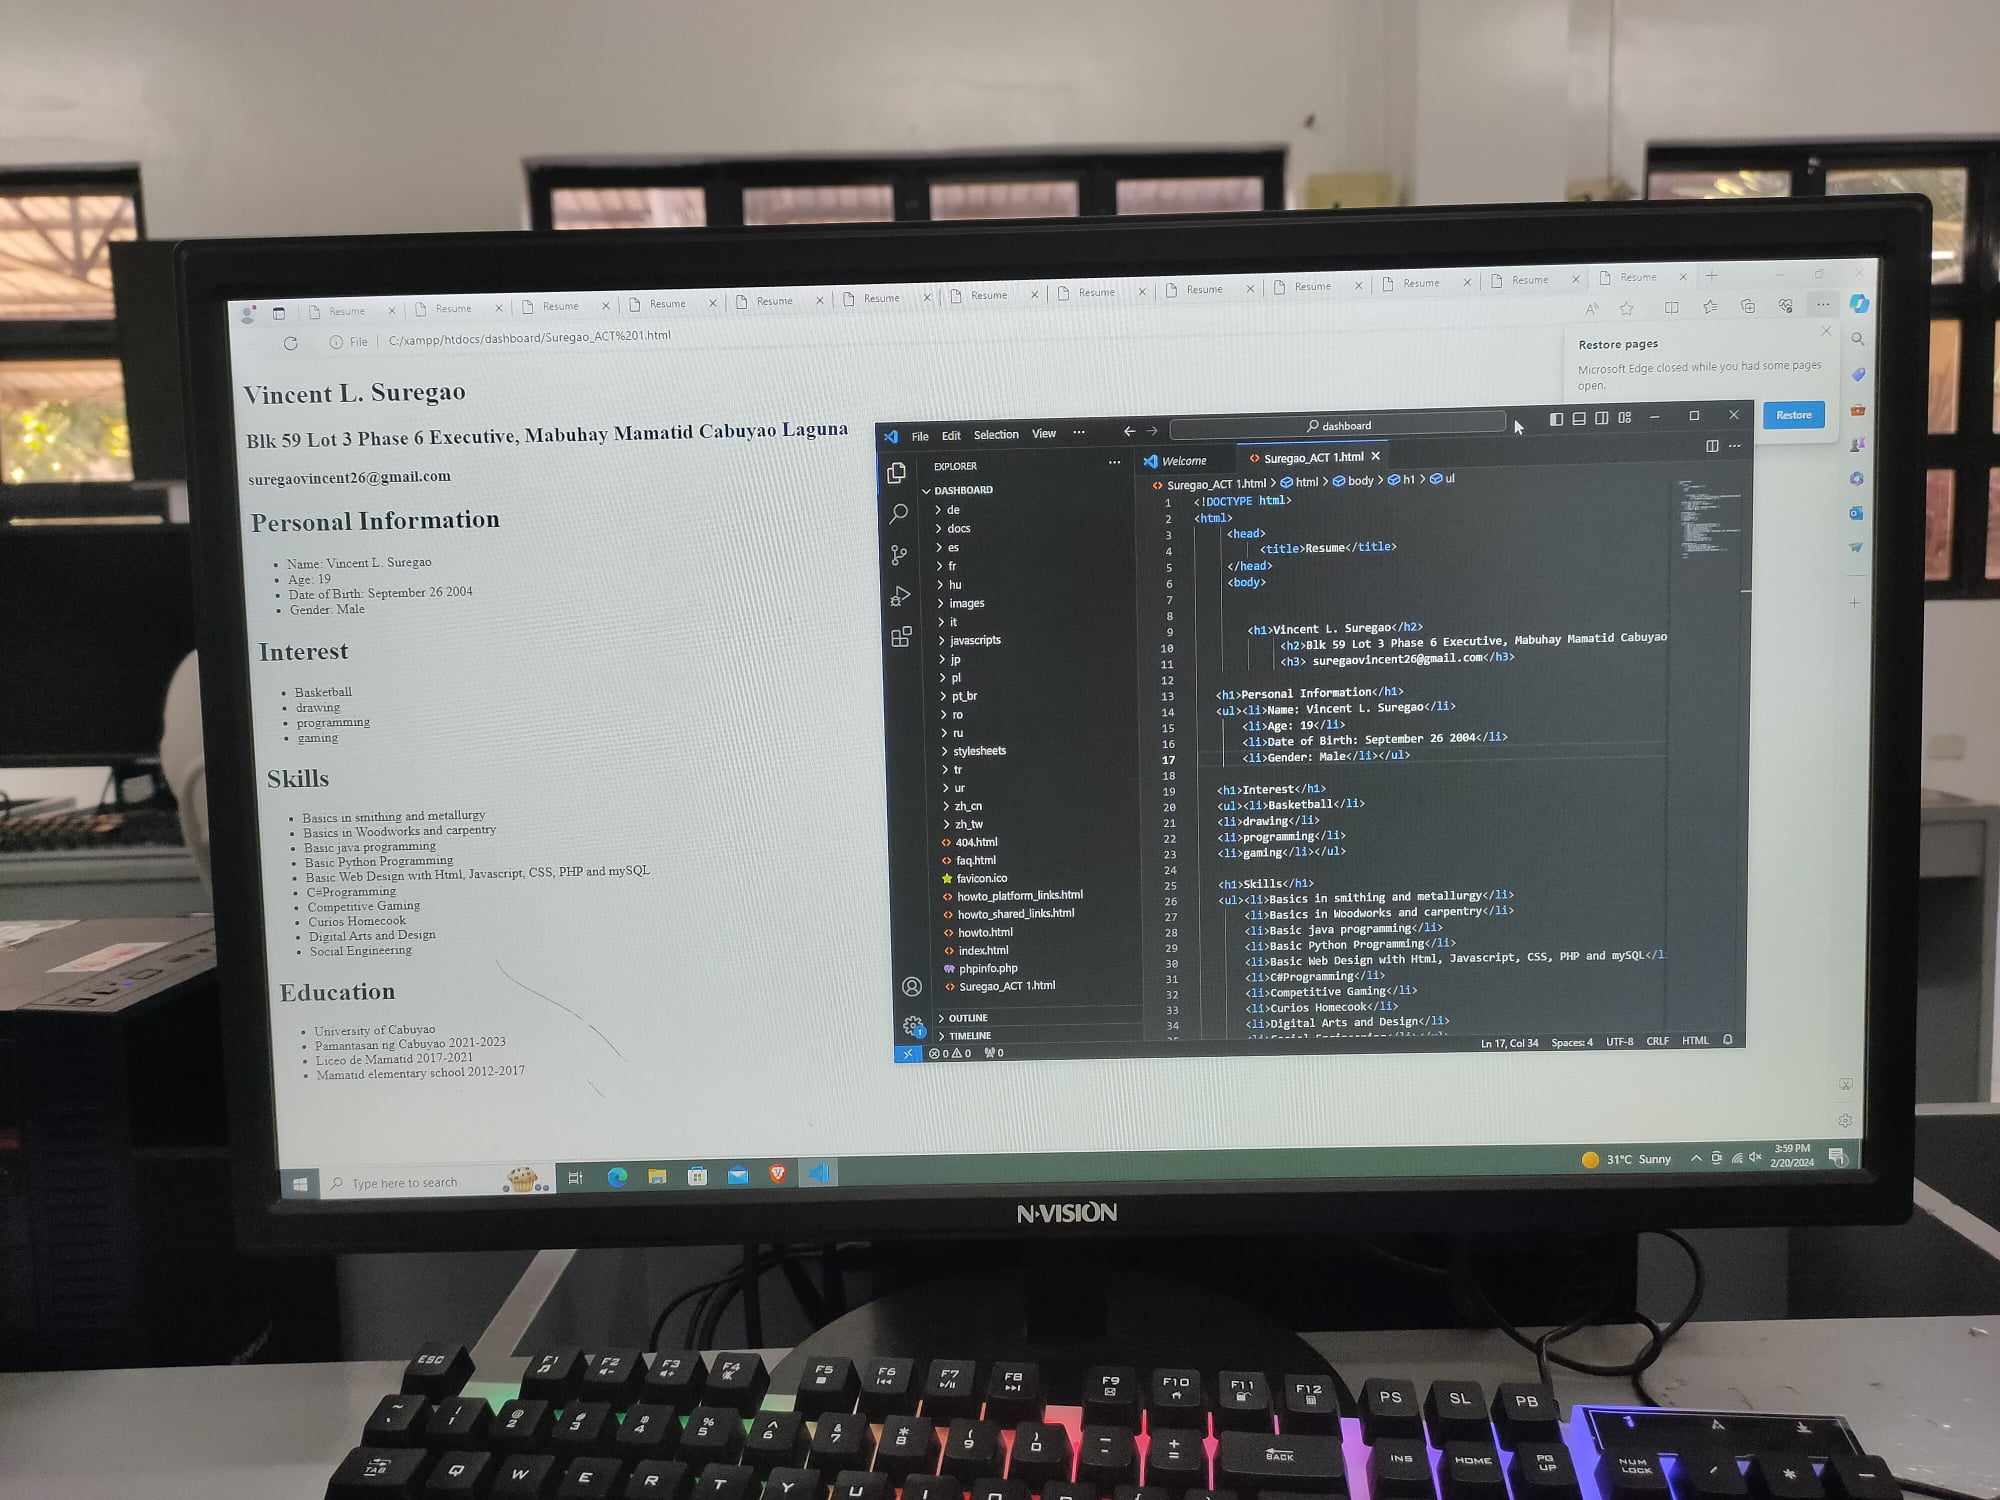 Resume Resume Resume Resume Resume Resume Resume Resume Resume Resume Resume Resume Resume
File C:/xampp/htdocs/dashboard/Suregao_ACT%201.html
Vincent L. Suregao
Blk 59 Lot 3 Phase 6 Executive, Mabuhay Mamatid Cabuyao Laguna
suregaovincent26@gmail.com
Personal Information
• Name: Vincent L. Suregao
• Age: 19
• Date of Birth: September 26 2004
• Gender: Male
Interest
• Basketball
• drawing
• programming
• gaming
Skills
• Basics in smithing and metallurgy
• Basics in Woodworks and carpentry
• Basic java programming
• Basic Python Programming
• Basic Web Design with Html, Javascript, CSS, PHP and mySQL
• C#Programming
• Competitive Gaming
• Curios Homecook
• Digital Arts and Design
• Social Engineering
Education
• University of Cabuyao
• Pamantasan ng Cabuyao 2021-2023
• Liceo de Mamatid 2017-2021
• Mamatid elementary school 2012-2017
Restore pages
Microsoft Edge closed while you had some pages
open.
Restore
File Edit Selection View ··· dashboard
EXPLORER ···
DASHBOARD
de
docs
es
fr
hu
images
it
javascripts
jp
pl
pt_br
ro
ru
stylesheets
tr
ur
zh_cn
zh_tw
404.html
faq.html
favicon.ico
howto_platform_links.html
howto_shared_links.html
howto.html
index.html
phpinfo.php
Suregao_ACT 1.html
OUTLINE
TIMELINE
Welcome Suregao_ACT 1.html
Suregao_ACT 1.html > html > body > h1 > ul
1 <!DOCTYPE html>
2 <html>
3 <head>
4 <title>Resume</title>
5 </head>
6 <body>
7
8
9 <h1>Vincent L. Suregao</h2>
10 <h2>Blk 59 Lot 3 Phase 6 Executive, Mabuhay Mamatid Cabuyao
11 <h3> suregaovincent26@gmail.com</h3>
12
13 <h1>Personal Information</h1>
14 <ul><li>Name: Vincent L. Suregao</li>
15 <li>Age: 19</li>
16 <li>Date of Birth: September 26 2004</li>
17 <li>Gender: Male</li></ul>
18
19 <h1>Interest</h1>
20 <ul><li>Basketball</li>
21 <li>drawing</li>
22 <li>programming</li>
23 <li>gaming</li></ul>
24
25 <h1>Skills</h1>
26 <ul><li>Basics in smithing and metallurgy</li>
27 <li>Basics in Woodworks and carpentry</li>
28 <li>Basic java programming</li>
29 <li>Basic Python Programming</li>
30 <li>Basic Web Design with Html, Javascript, CSS, PHP and mySQL</l
31 <li>C#Programming</li>
32 <li>Competitive Gaming</li>
33 <li>Curios Homecook</li>
34 <li>Digital Arts and Design</li>
0 0 0 Ln 17, Col 34 Spaces: 4 UTF-8 CRLF HTML
Type here to search 31°C Sunny 3:59 PM
2/20/2024
N·VISION
ESC F1 F2 F3 F4 F5 F6 F7 F8 F9 F10 F11 F12 PS SL PB
~ ` ! 1 @ 2 # 3 $ 4 % 5 ^ 6 & 7 * 8 ( 9 ) 0 - + = BACK INS HOME PG UP NUM LOCK / * -
TAB Q W E R T Y U I O P